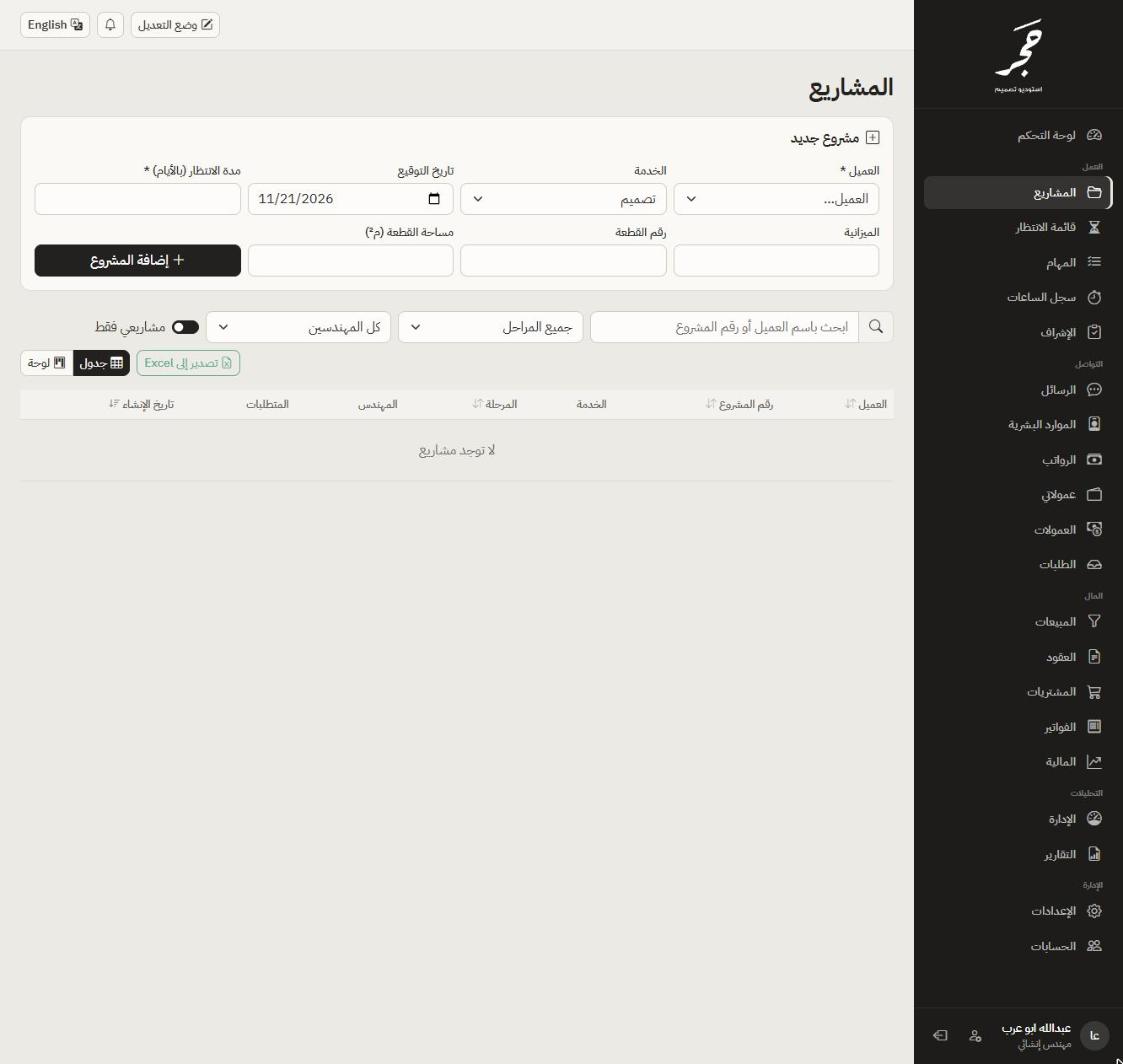 حجر
استوديو تصميم
لوحة التحكم
العمل
المشاريع
قائمة الانتظار
المهام
سجل الساعات
الإشراف
التواصل
الرسائل
الموارد البشرية
الرواتب
عمولاتي
العمولات
الطلبات
المال
المبيعات
العقود
المشتريات
الفواتير
المالية
التحليلات
الإدارة
التقارير
الإدارة
الإعدادات
الحسابات
عا
عبدالله ابو عرب
مهندس إنشائي
وضع التعديل
English
المشاريع
مشروع جديد
العميل * الخدمة تاريخ التوقيع مدة الانتظار (بالأيام) *
العميل... تصميم 11/21/2026
الميزانية رقم القطعة مساحة القطعة (م²)
+ إضافة المشروع
ابحث باسم العميل أو رقم المشروع جميع المراحل كل المهندسين مشاريعي فقط
تصدير إلى Excel جدول لوحة
العميل رقم المشروع الخدمة المرحلة المهندس المتطلبات تاريخ الإنشاء
لا توجد مشاريع